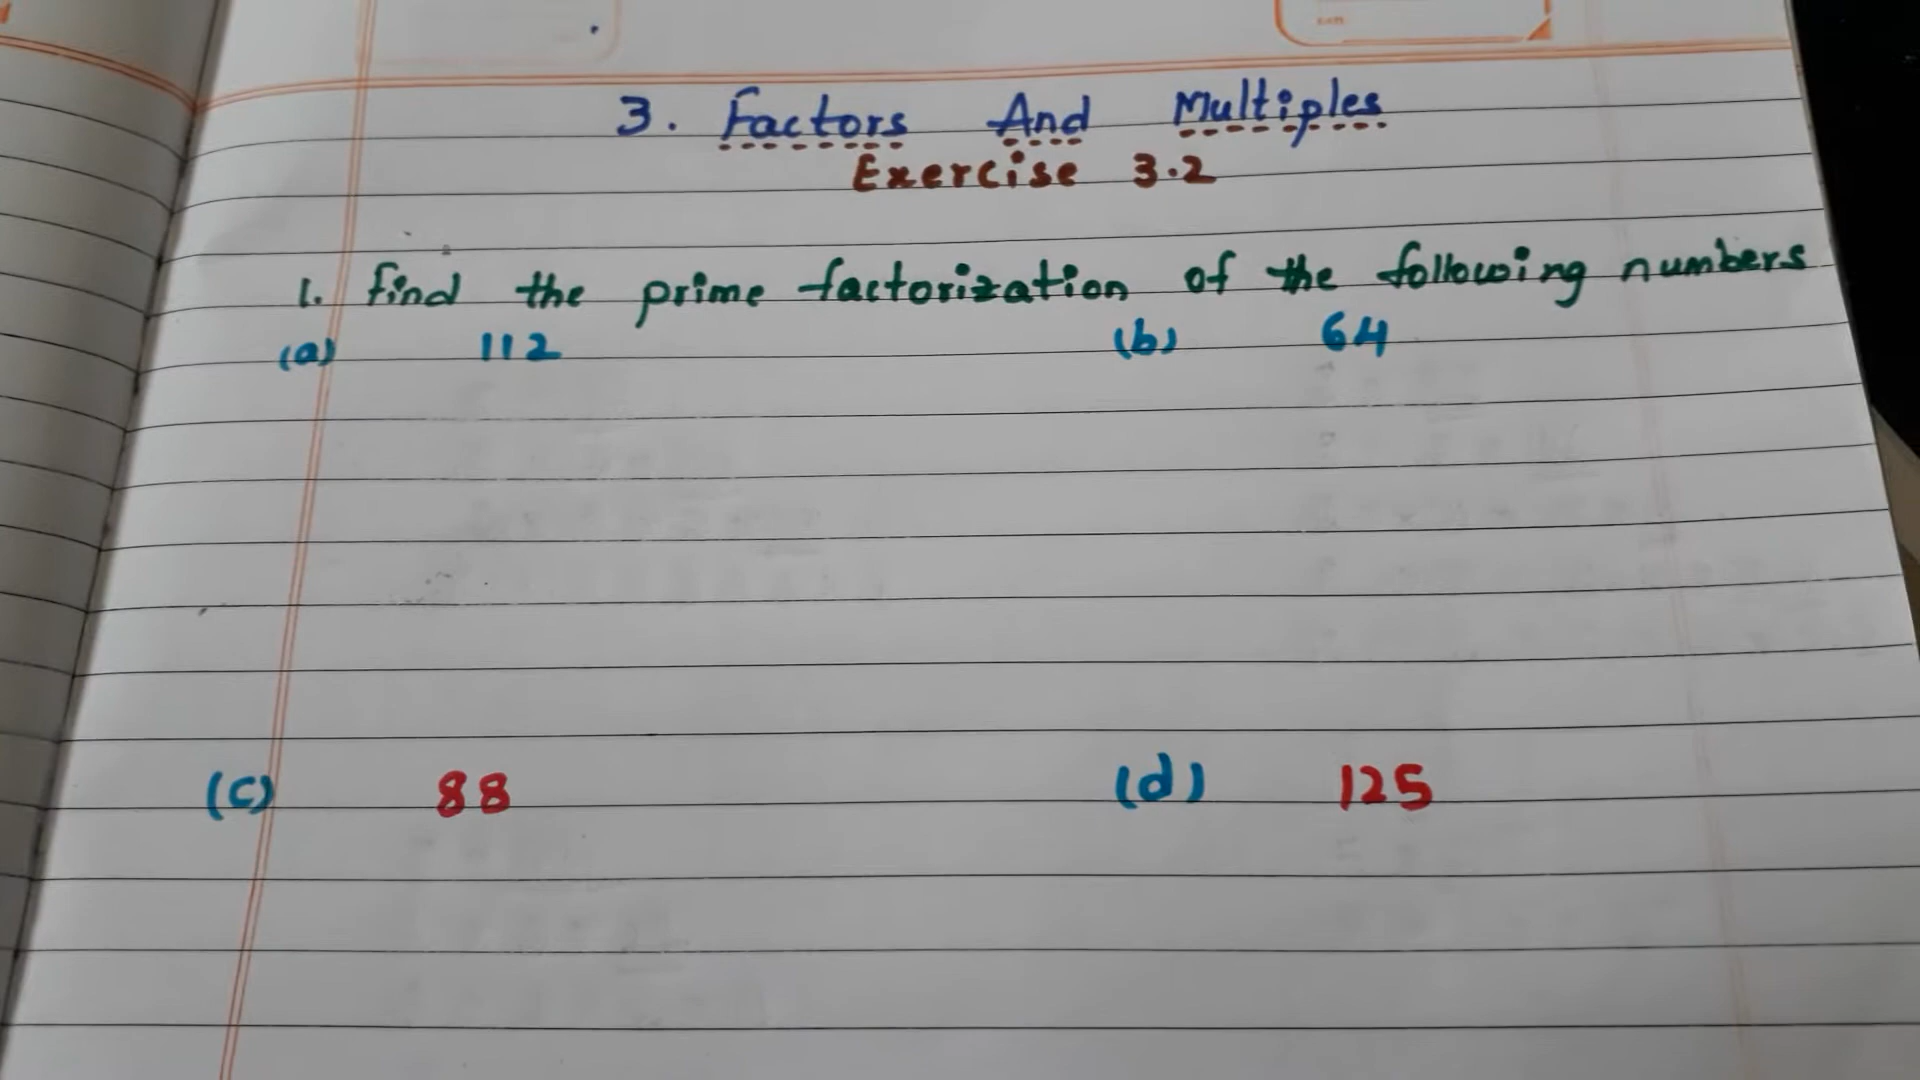 3. Factors And Multiples
Exercise 3.2
1. find the prime factorization of the following numbers
(a) 112 (b) 64
(c) 88 (d) 125